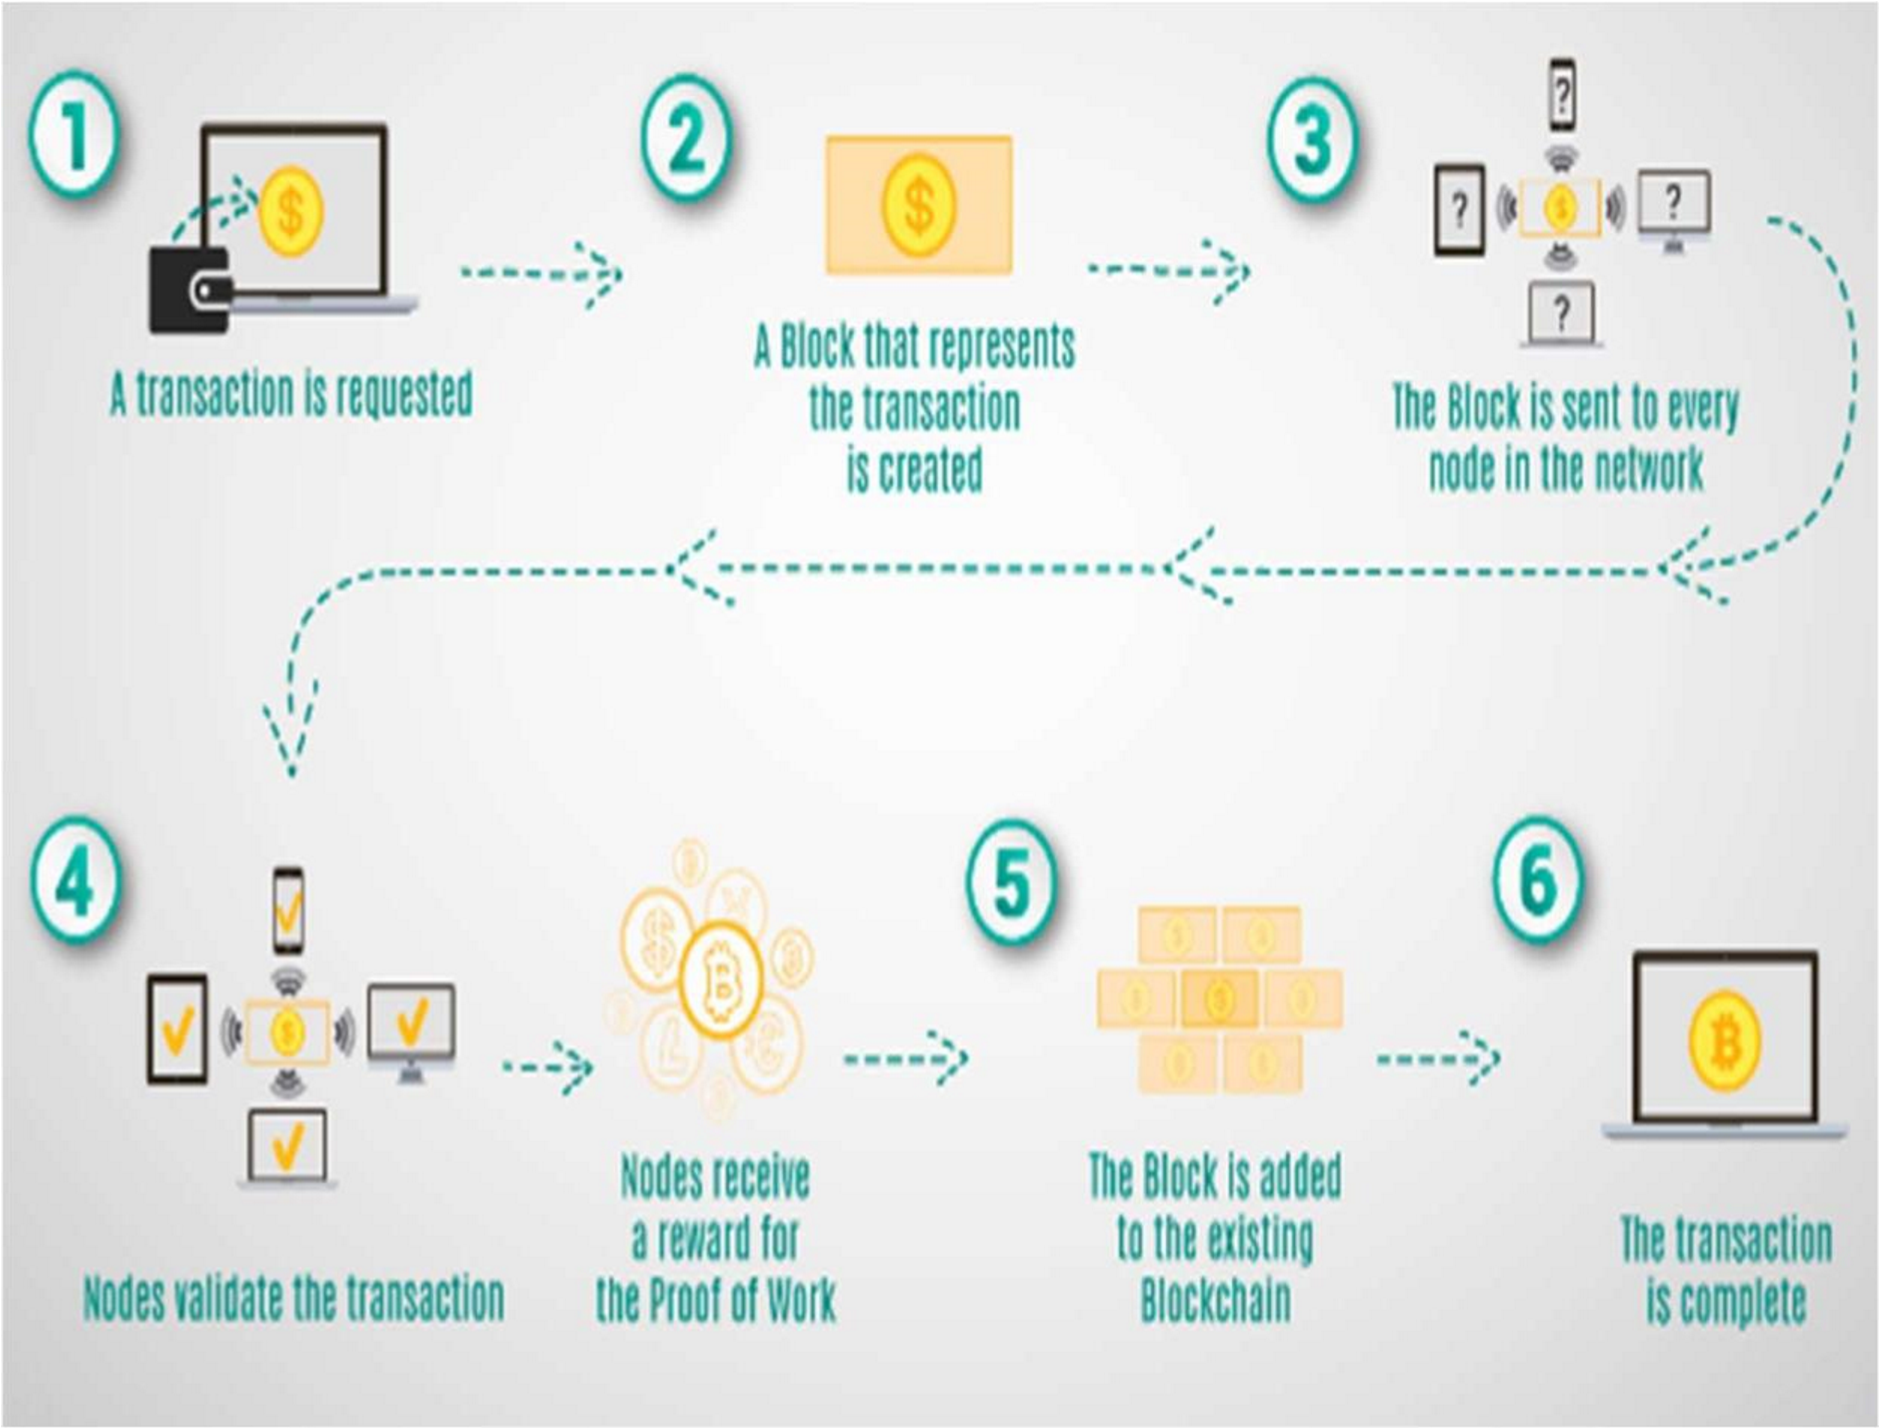 1
A transaction is requested
2
A Block that represents
the transaction
is created
3
?
?
$
?
?
The Block is sent to every
node in the network
4
Nodes validate the transaction
Nodes receive
a reward for
the Proof of Work
5
The Block is added
to the existing
Blockchain
6
The transaction
is complete